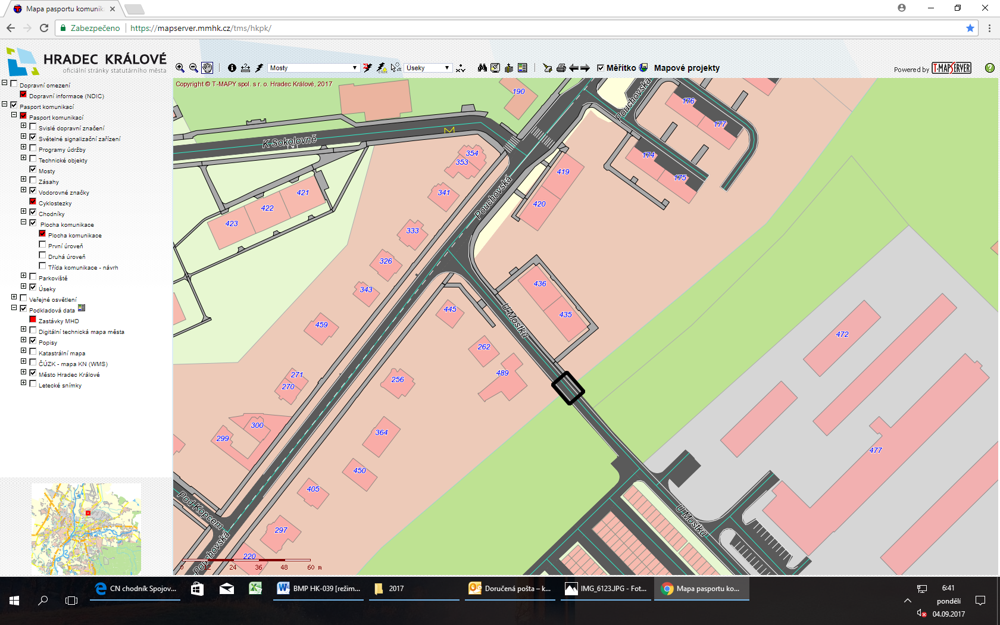 Mapa pasportu komunik
Zabezpečeno
https://mapserver.mmhk.cz/tms/hkpk/
HRADEC KRÁLOVÉ
oficiální stránky statutárního města
Mosty
Úseky
Měřítko
Mapové projekty
Powered by T-MAPSERVER
Copyright © T-MAPY spol. s r. o. Hradec Králové, 2017
Dopravní omezení
Dopravní informace (NDIC)
Pasport komunikací
Pasport komunikací
Svislé dopravní značení
Světelné signalizační zařízení
Programy údržby
Technické objekty
Mosty
Zásahy
Vodorovné značky
Cyklostezky
Chodníky
Plocha komunikace
Plocha komunikace
První úroveň
Druhá úroveň
Třída komunikace - návrh
Parkoviště
Úseky
Veřejné osvětlení
Podkladová data
Zastávky MHD
Digitální technická mapa města
Popisy
Katastrální mapa
ČÚZK - mapa KN (WMS)
Město Hradec Králové
Letecké snímky
190
Pouchovská
176
177
K Sokolovně
354
353
174
175
419
341
Pouchovská
421
422
423
420
333
326
436
343
445
435
U Mostku
459
472
262
271
270
256
489
300
299
364
477
450
405
Pod Kopcem
U Mostku
297
Pouchovská
220
0 12 24 36 48 60 m
CN chodník Spojov...
BMP HK-039 [režim...
2017
Doručená pošta – k...
IMG_6123.JPG - Fot...
Mapa pasportu ko...
6:41
pondělí
04.09.2017